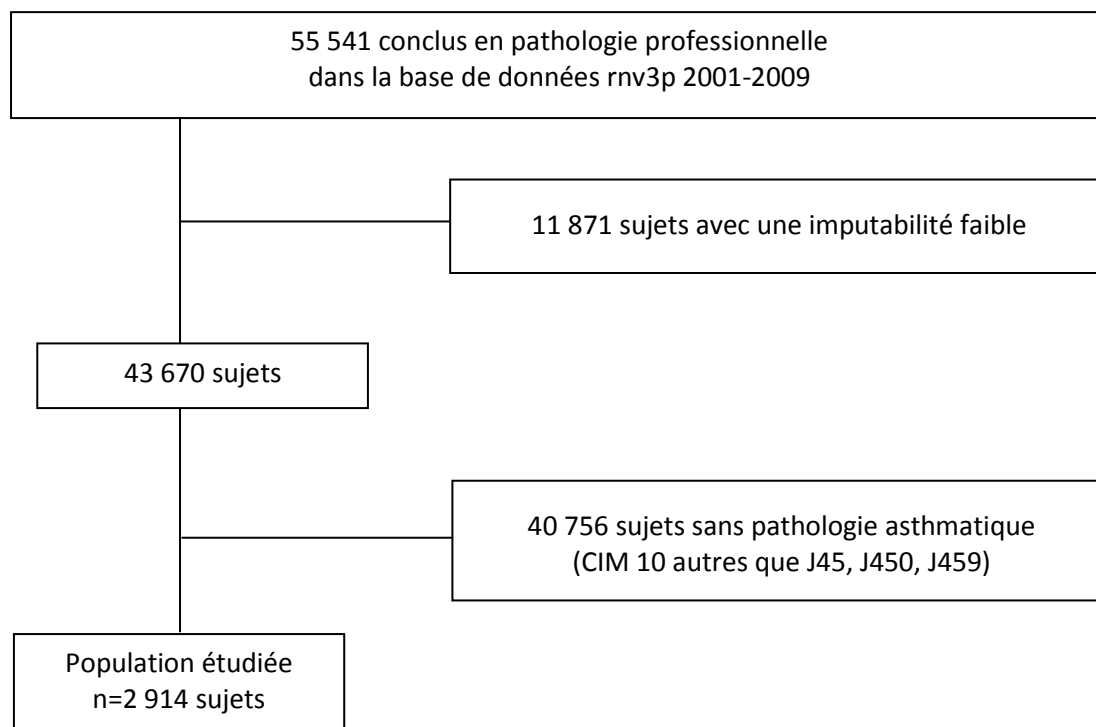 55 541 conclus en pathologie professionnelle
dans la base de données rnv3p 2001-2009
11 871 sujets avec une imputabilité faible
43 670 sujets
40 756 sujets sans pathologie asthmatique
(CIM 10 autres que J45, J450, J459)
Population étudiée
n=2 914 sujets